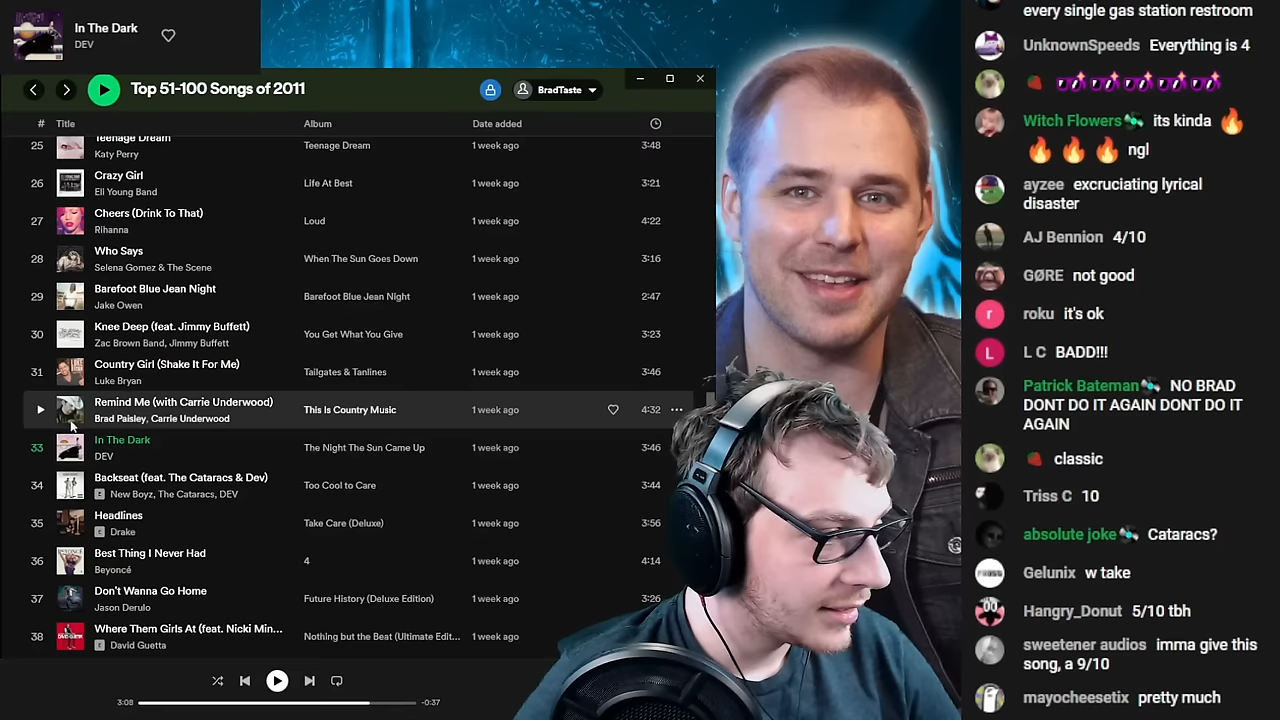 In The Dark
DEV
Top 51-100 Songs of 2011
BradTaste
# Title Album Date added
25 Teenage Dream Teenage Dream 1 week ago 3:48
Katy Perry
26 Crazy Girl Life At Best 1 week ago 3:21
Eli Young Band
27 Cheers (Drink To That) Loud 1 week ago 4:22
Rihanna
28 Who Says When The Sun Goes Down 1 week ago 3:16
Selena Gomez & The Scene
29 Barefoot Blue Jean Night Barefoot Blue Jean Night 1 week ago 2:47
Jake Owen
30 Knee Deep (feat. Jimmy Buffett) You Get What You Give 1 week ago 3:23
Zac Brown Band, Jimmy Buffett
31 Country Girl (Shake It For Me) Tailgates & Tanlines 1 week ago 3:46
Luke Bryan
Remind Me (with Carrie Underwood) This Is Country Music 1 week ago 4:32
Brad Paisley, Carrie Underwood
33 In The Dark The Night The Sun Came Up 1 week ago 3:46
DEV
34 Backseat (feat. The Cataracs & Dev) Too Cool to Care 1 week ago 3:44
E New Boyz, The Cataracs, DEV
35 Headlines Take Care (Deluxe) 1 week ago 3:56
E Drake
36 Best Thing I Never Had 4 1 week ago 4:14
Beyoncé
37 Don't Wanna Go Home Future History (Deluxe Edition) 1 week ago 3:26
Jason Derulo
38 Where Them Girls At (feat. Nicki Min... Nothing but the Beat (Ultimate Edit... 1 week ago
E David Guetta
3:08 -0:37
every single gas station restroom
UnknownSpeeds Everything is 4
Witch Flowers its kinda
ngl
ayzee excruciating lyrical
disaster
AJ Bennion 4/10
GØRE not good
r roku it's ok
L L C BADD!!!
Patrick Bateman NO BRAD
DONT DO IT AGAIN DONT DO IT
AGAIN
classic
Triss C 10
absolute joke Cataracs?
Gelunix w take
Hangry_Donut 5/10 tbh
sweetener audios imma give this
song, a 9/10
mayocheesetix pretty much